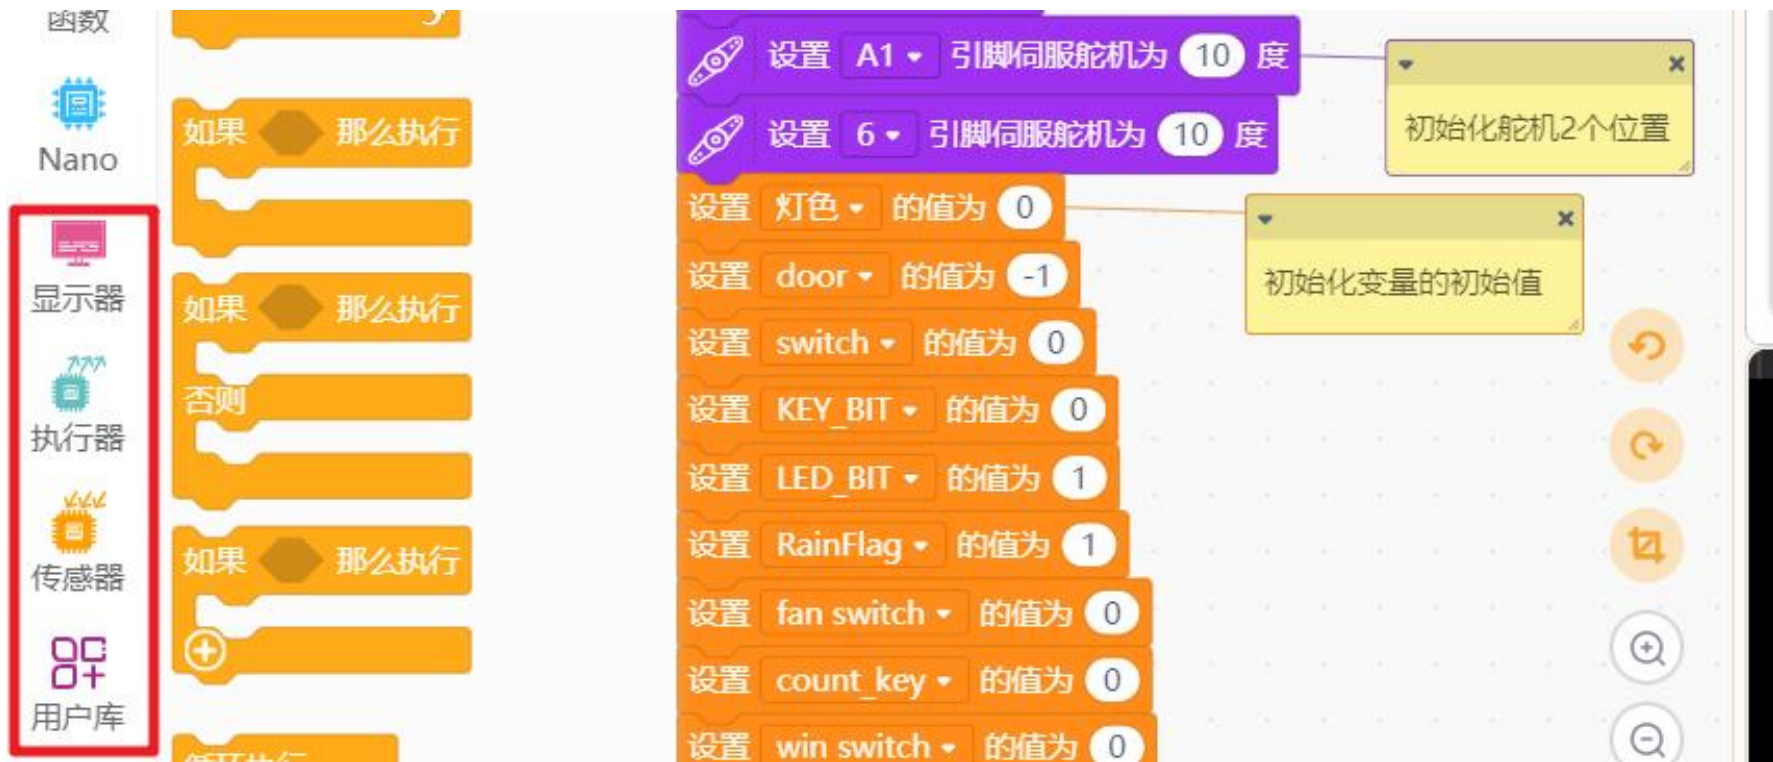 函数
Nano
显示器
执行器
传感器
用户库
如果 那么执行
如果 那么执行
否则
如果 那么执行
循环执行
设置 A1 引脚伺服舵机为 10 度
设置 6 引脚伺服舵机为 10 度
设置 灯色 的值为 0
设置 door 的值为 -1
设置 switch 的值为 0
设置 KEY_BIT 的值为 0
设置 LED_BIT 的值为 1
设置 RainFlag 的值为 1
设置 fan switch 的值为 0
设置 count_key 的值为 0
设置 win switch 的值为 0
初始化舵机2个位置
初始化变量的初始值